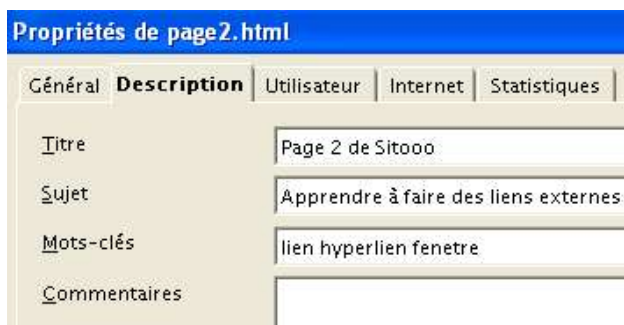 Propriétés de page2.html
Général Description Utilisateur Internet Statistiques
Titre Page 2 de Sitooo
Sujet Apprendre à faire des liens externes
Mots-clés lien hyperlien fenetre
Commentaires